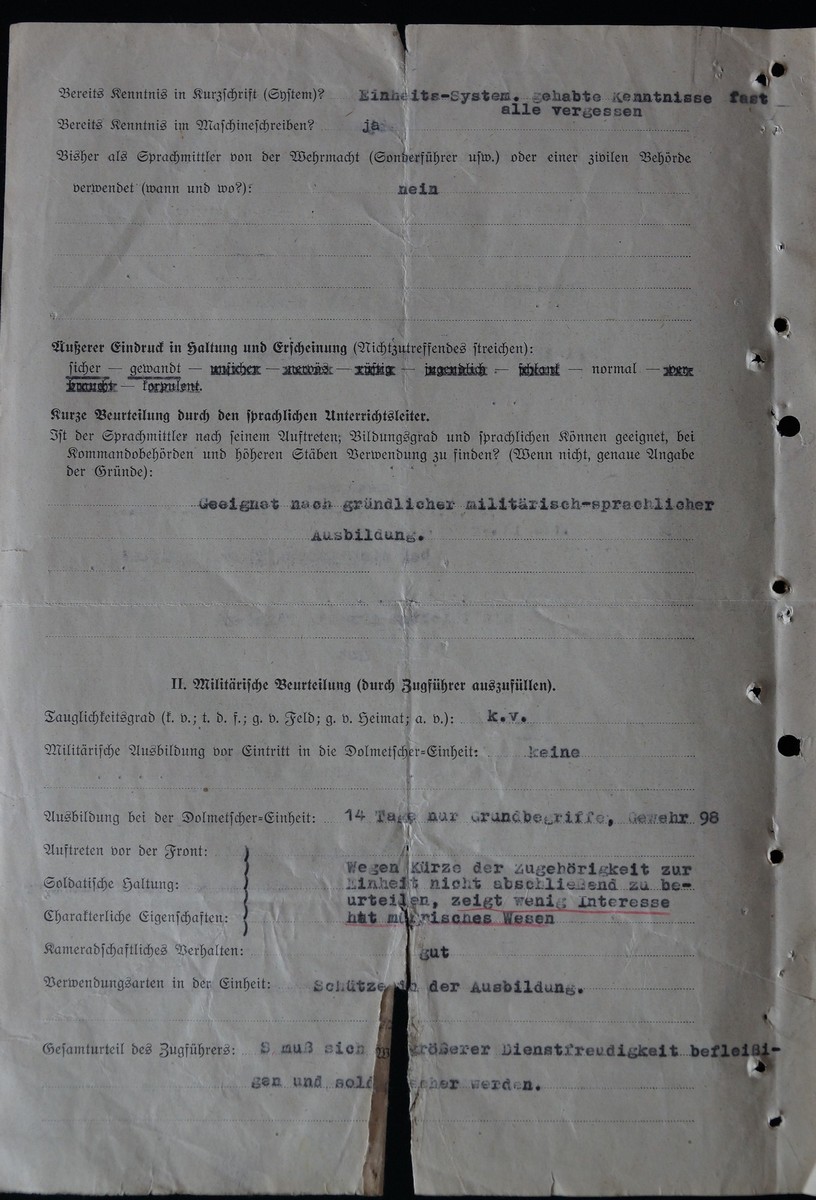 Bereits Kenntnis in Kurzschrift (System)? Einheits-System, gehabte Kenntnisse fast
alle vergessen
Bereits Kenntnis im Maschineschreiben? ja
Bisher als Sprachmittler von der Wehrmacht (Sonderführer usw.) oder einer zivilen Behörde
verwendet (wann und wo?): nein
Äußerer Eindruck in Haltung und Erscheinung (Nichtzutreffendes streichen):
sicher — gewandt — unsicher — nervös — kräftig — jugendlich — schlank — normal —
— korpulent.
Kurze Beurteilung durch den sprachlichen Unterrichtsleiter.
Ist der Sprachmittler nach seinem Auftreten, Bildungsgrad und sprachlichen Können geeignet, bei
Kommandobehörden und höheren Stäben Verwendung zu finden? (Wenn nicht, genaue Angabe
der Gründe):
Geeignet nach gründlicher militärisch-sprachlicher
Ausbildung.
II. Militärische Beurteilung (durch Zugführer auszufüllen).
Tauglichkeitsgrad (k. v.; t. b. f.; g. v. Feld; g. v. Heimat; a. v.): k.v.
Militärische Ausbildung vor Eintritt in die Dolmetscher=Einheit: keine
Ausbildung bei der Dolmetscher=Einheit: 14 Tage nur Grundbegriffe, Gewehr 98
Auftreten vor der Front:
Wegen Kürze der Zugehörigkeit zur
Soldatische Haltung: Einheit nicht abschließend zu be-
urteilen, zeigt wenig Interesse
Charakterliche Eigenschaften: hat mürrisches Wesen
Kameradschaftliches Verhalten: gut
Verwendungsarten in der Einheit: Schütze in der Ausbildung.
Gesamturteil des Zugführers: S muß sich größerer Dienstfreudigkeit befleißi-
gen und werden.